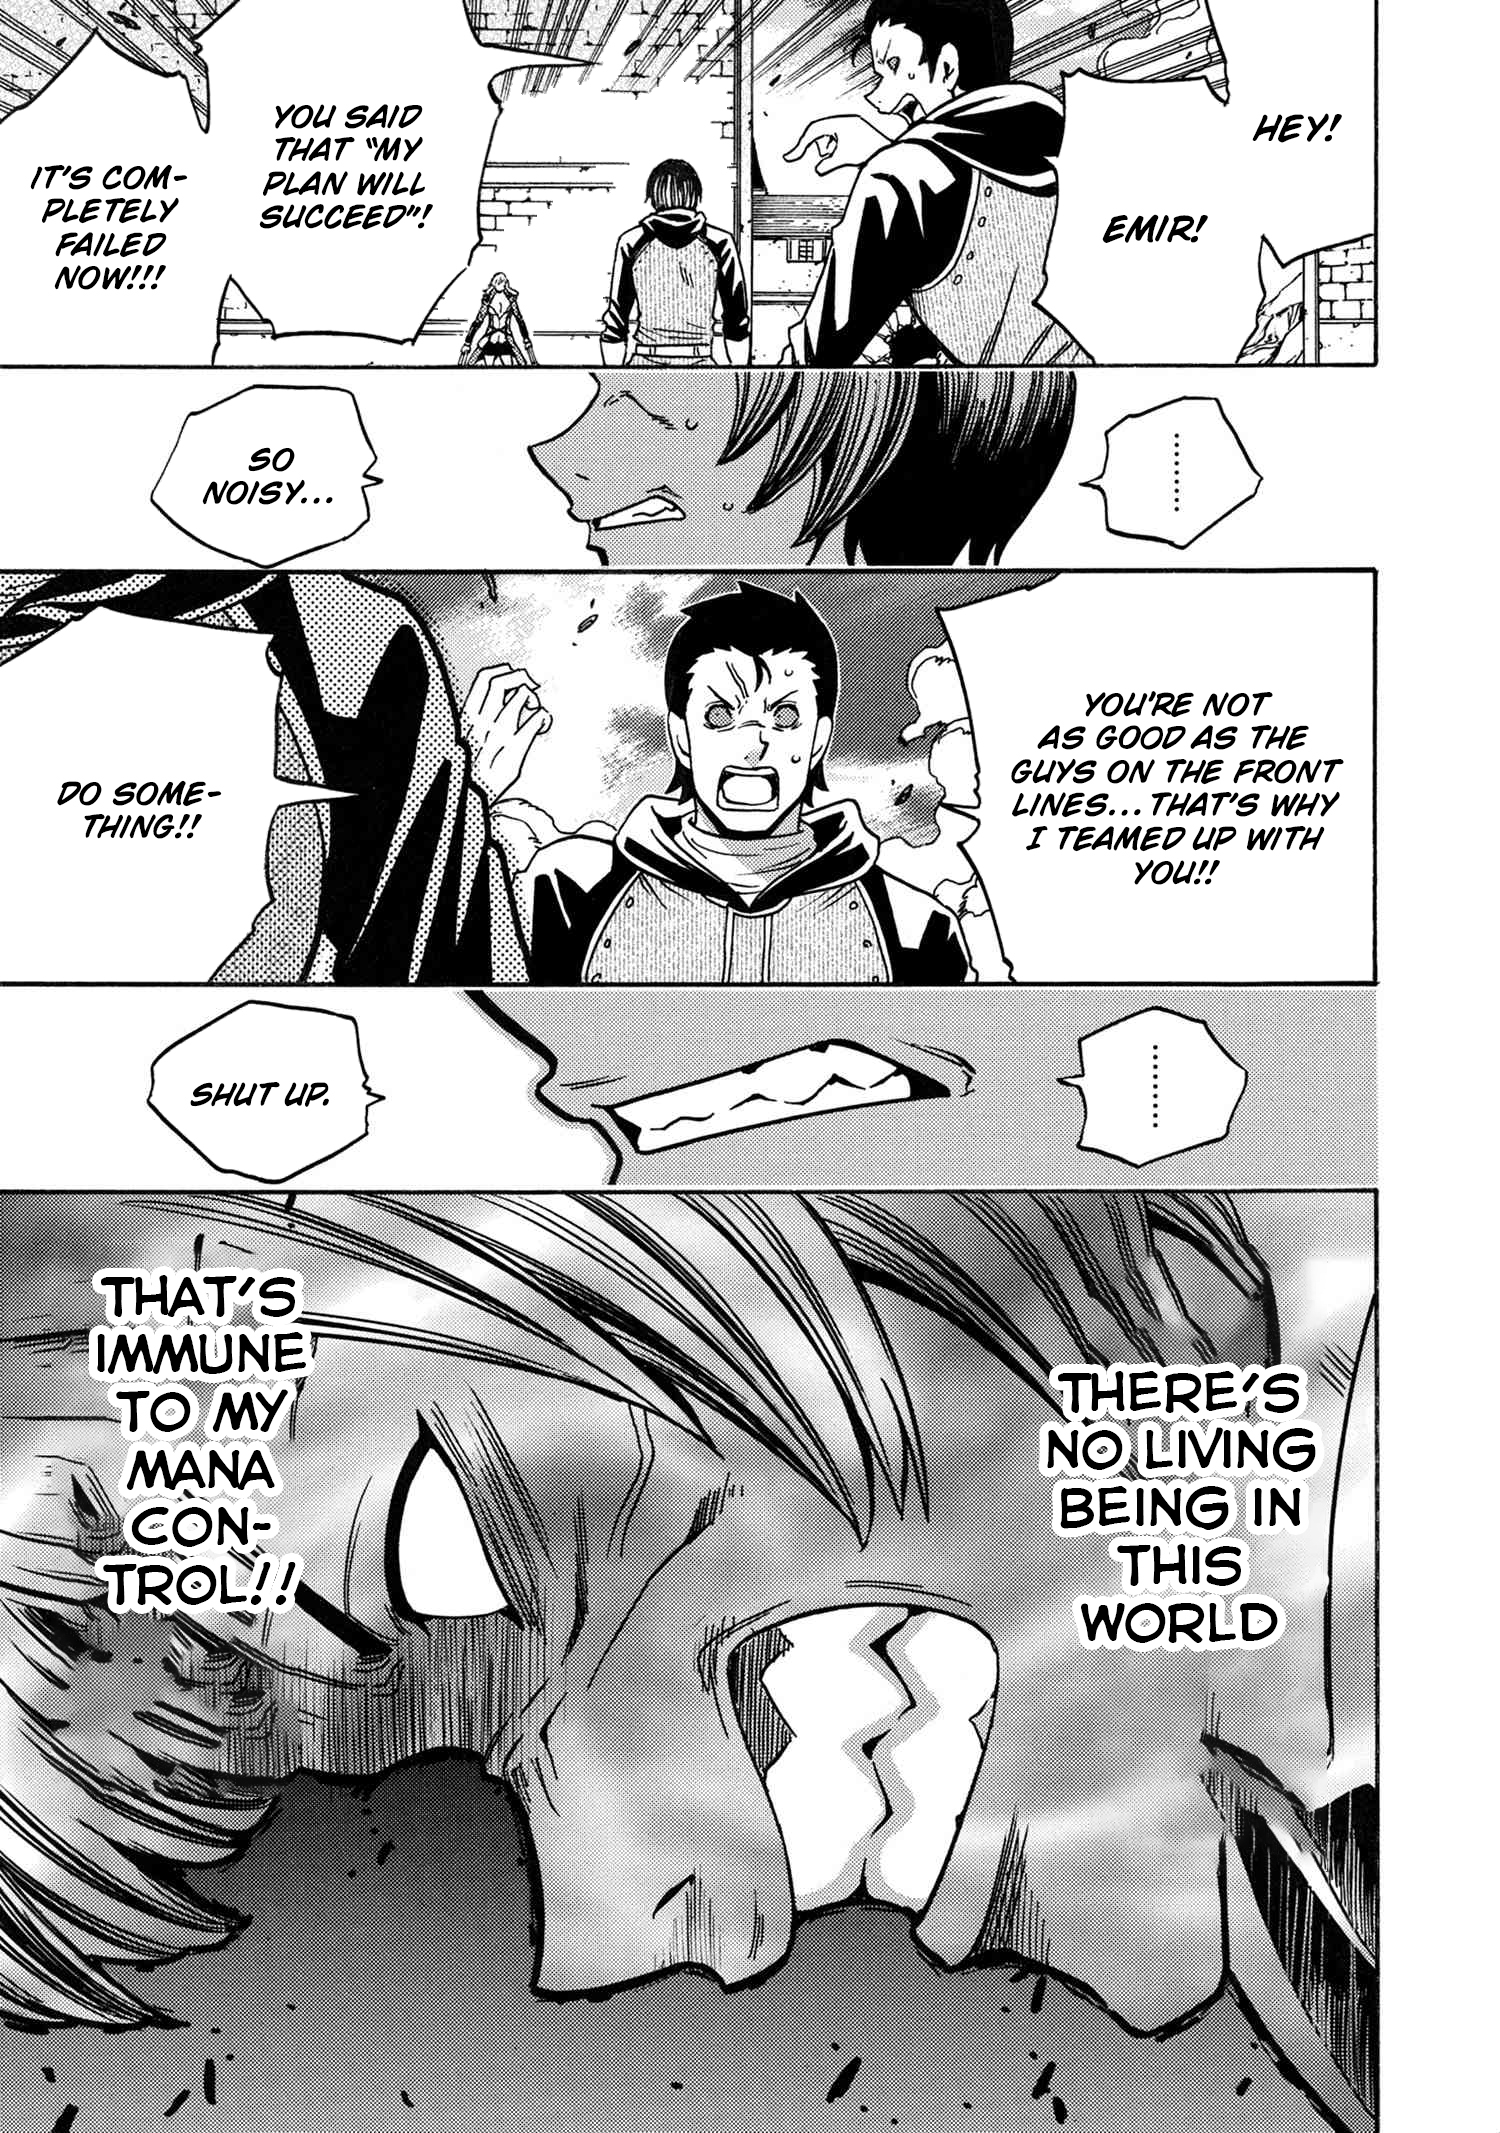 HEY!
EMIR!
YOU SAID
THAT "MY
PLAN WILL
SUCCEED"!
IT'S COM-
PLETELY
FAILED
NOW!!!
.........
SO
NOISY...
YOU'RE NOT
AS GOOD AS THE
GUYS ON THE FRONT
LINES...THAT'S WHY
I TEAMED UP WITH
YOU!!
DO SOME-
THING!!
.........
SHUT UP.
THERE'S
NO LIVING
BEING IN
THIS
WORLD
THAT'S
IMMUNE
TO MY
MANA
CON-
TROL!!